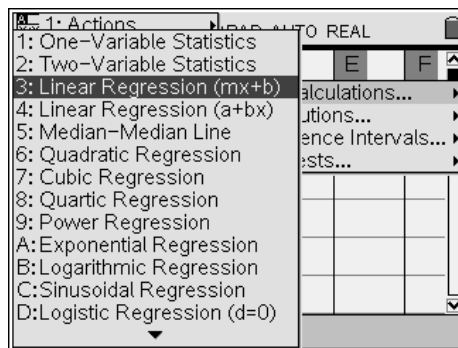 1: Actions
RAD AUTO REAL
1: One-Variable Statistics
2: Two-Variable Statistics
E F
3: Linear Regression (mx+b)
alculations...
4: Linear Regression (a+bx)
utions...
5: Median-Median Line
ence Intervals...
6: Quadratic Regression
ests...
7: Cubic Regression
8: Quartic Regression
9: Power Regression
A:Exponential Regression
B:Logarithmic Regression
C:Sinusoidal Regression
D:Logistic Regression (d=0)